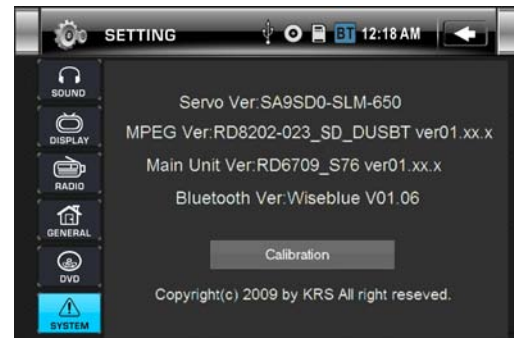 SETTING
BT 12:18 AM
SOUND
DISPLAY
RADIO
GENERAL
DVD
SYSTEM
Servo Ver:SA9SD0-SLM-650
MPEG Ver:RD8202-023_SD_DUSBT ver01.xx.x
Main Unit Ver:RD6709_S76 ver01.xx.x
Bluetooth Ver:Wiseblue V01.06
Calibration
Copyright(c) 2009 by KRS All right reseved.